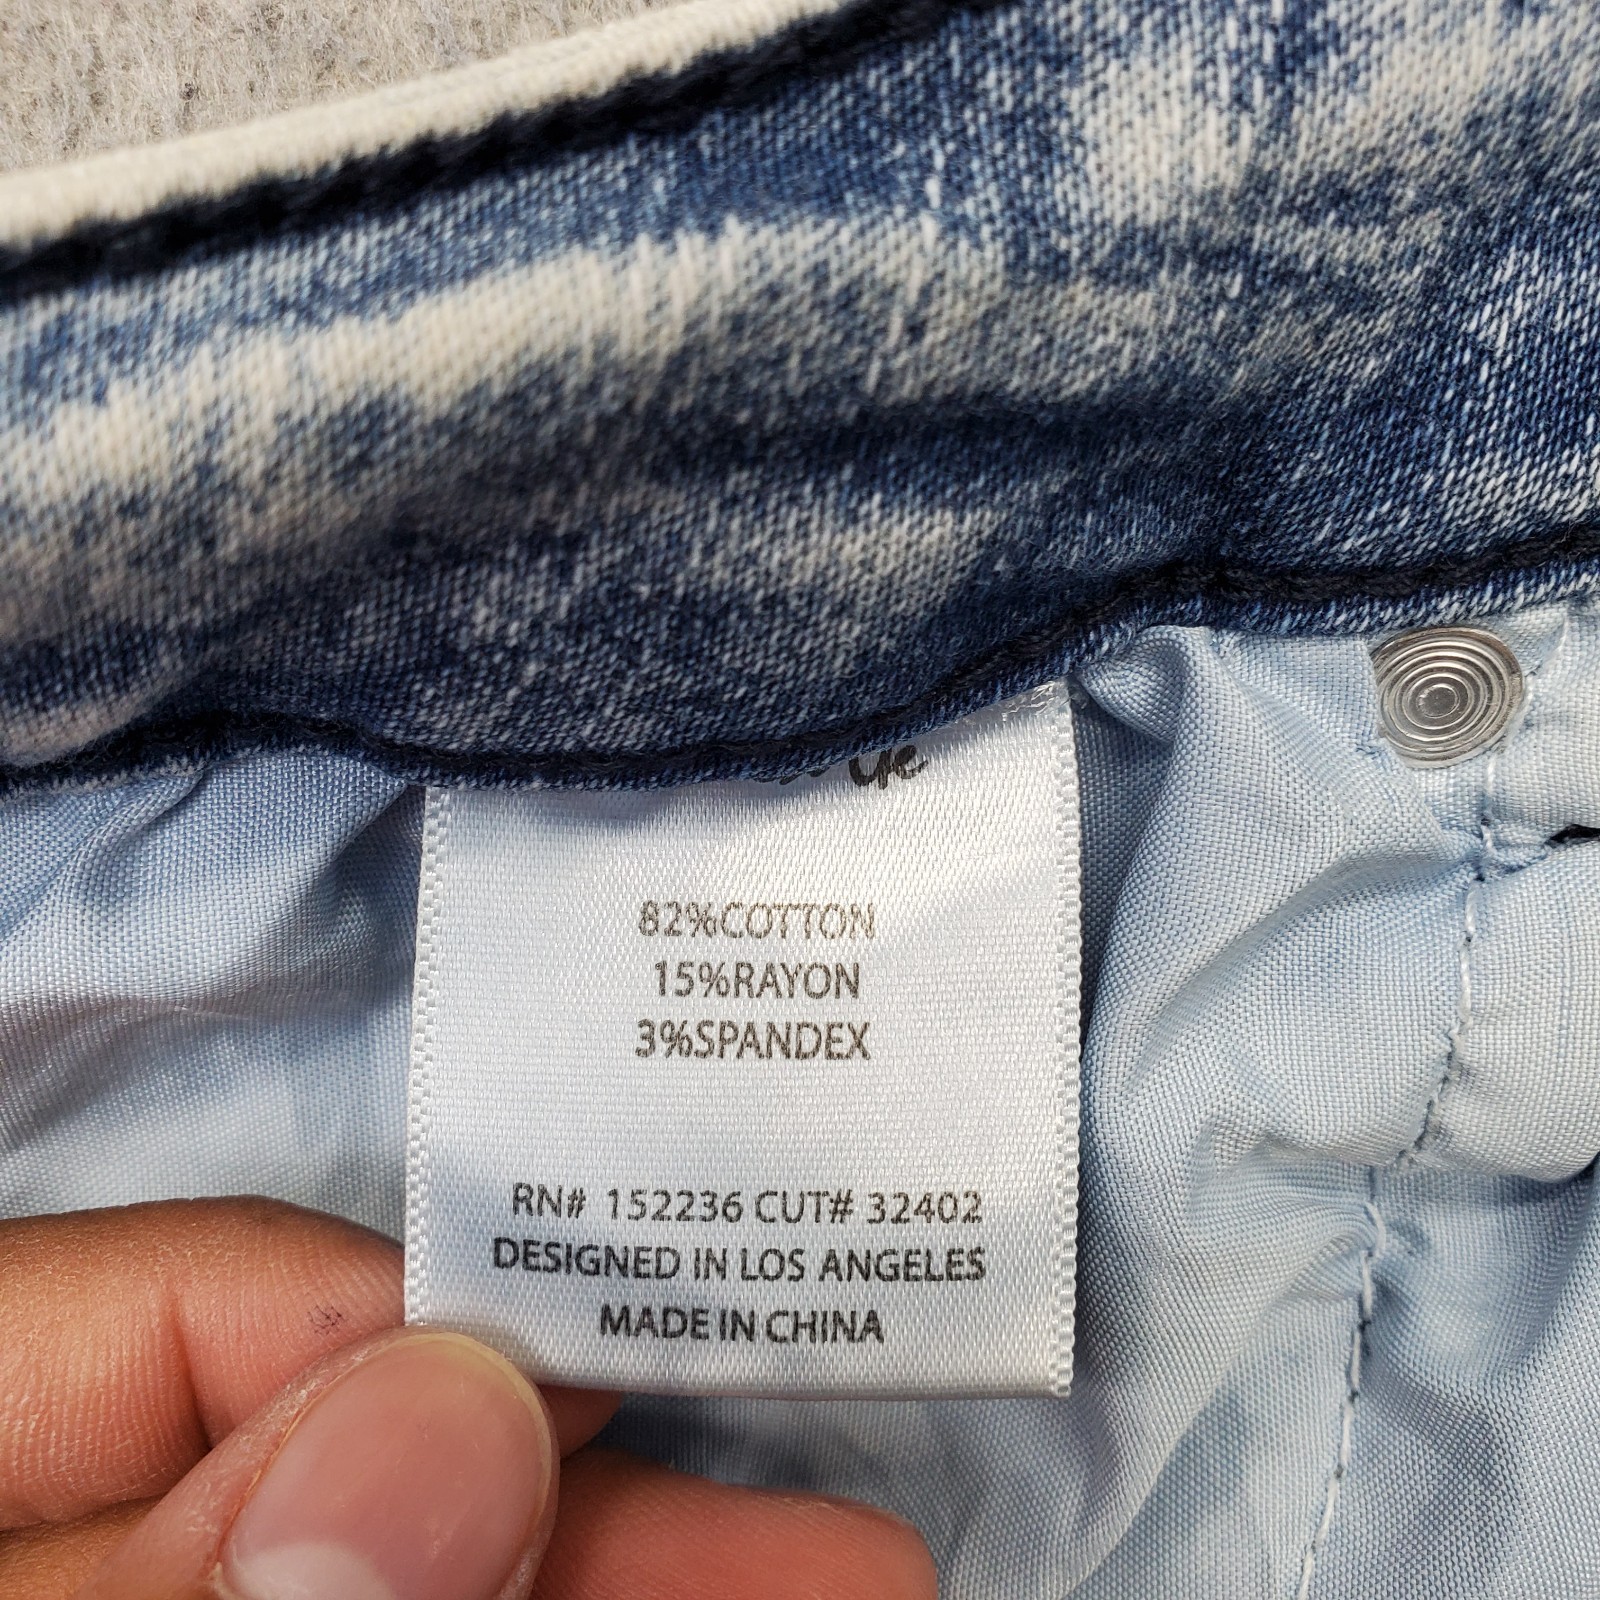 82%COTTON
15%RAYON
3%SPANDEX
RN# 152236 CUT# 32402
DESIGNED IN LOS ANGELES
MADE IN CHINA